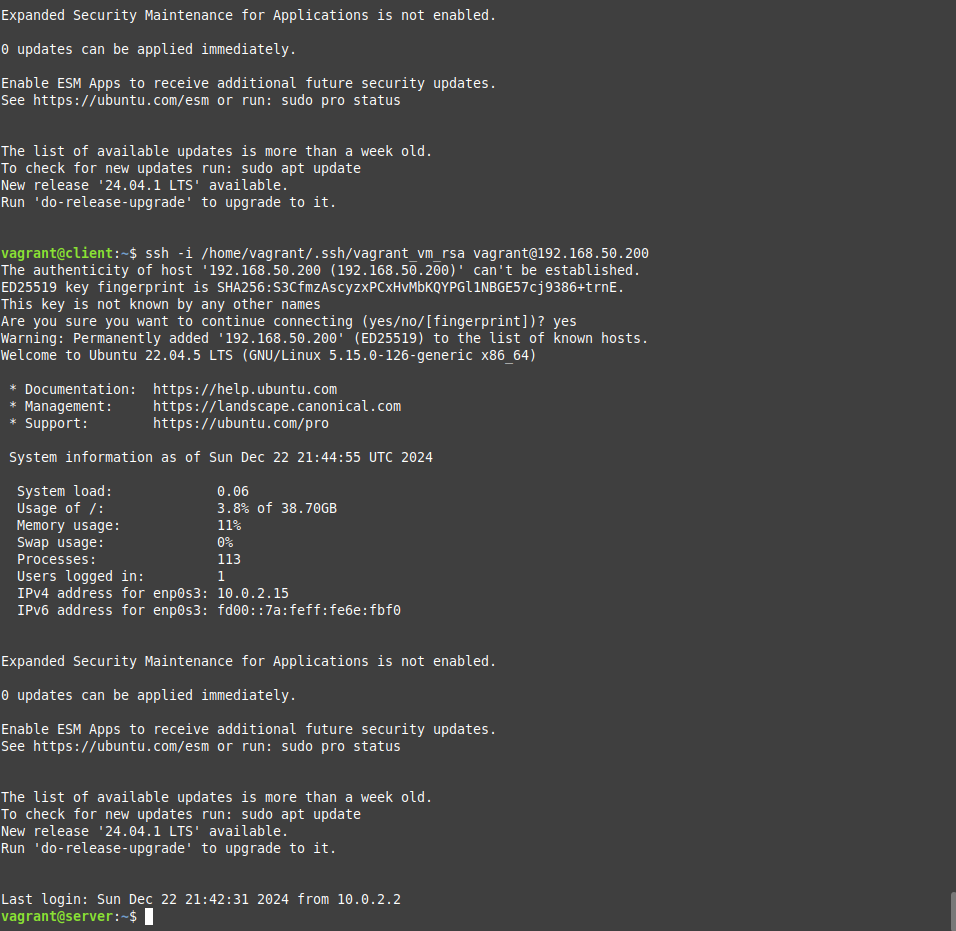 Expanded Security Maintenance for Applications is not enabled.
0 updates can be applied immediately.
Enable ESM Apps to receive additional future security updates.
See https://ubuntu.com/esm or run: sudo pro status
The list of available updates is more than a week old.
To check for new updates run: sudo apt update
New release '24.04.1 LTS' available.
Run 'do-release-upgrade' to upgrade to it.
vagrant@client:~$ ssh -i /home/vagrant/.ssh/vagrant_vm_rsa vagrant@192.168.50.200
The authenticity of host '192.168.50.200 (192.168.50.200)' can't be established.
ED25519 key fingerprint is SHA256:S3CfmzAscyzxPCxHvMbKQYPGl1NBGE57cj9386+trnE.
This key is not known by any other names
Are you sure you want to continue connecting (yes/no/[fingerprint])? yes
Warning: Permanently added '192.168.50.200' (ED25519) to the list of known hosts.
Welcome to Ubuntu 22.04.5 LTS (GNU/Linux 5.15.0-126-generic x86_64)
 * Documentation:  https://help.ubuntu.com
 * Management:     https://landscape.canonical.com
 * Support:        https://ubuntu.com/pro
 System information as of Sun Dec 22 21:44:55 UTC 2024
  System load:             0.06
  Usage of /:              3.8% of 38.70GB
  Memory usage:            11%
  Swap usage:              0%
  Processes:               113
  Users logged in:         1
  IPv4 address for enp0s3: 10.0.2.15
  IPv6 address for enp0s3: fd00::7a:feff:fe6e:fbf0
Expanded Security Maintenance for Applications is not enabled.
0 updates can be applied immediately.
Enable ESM Apps to receive additional future security updates.
See https://ubuntu.com/esm or run: sudo pro status
The list of available updates is more than a week old.
To check for new updates run: sudo apt update
New release '24.04.1 LTS' available.
Run 'do-release-upgrade' to upgrade to it.
Last login: Sun Dec 22 21:42:31 2024 from 10.0.2.2
vagrant@server:~$